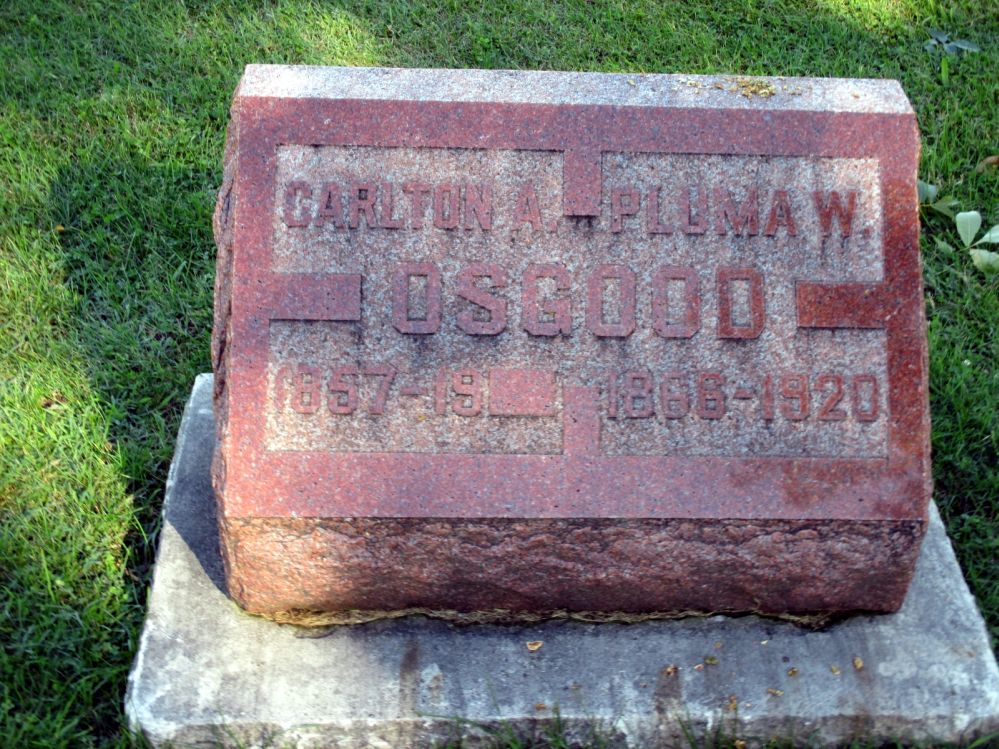 CARLTON A. PLUMA W.
OSGOOD
1857-19 1866-1920